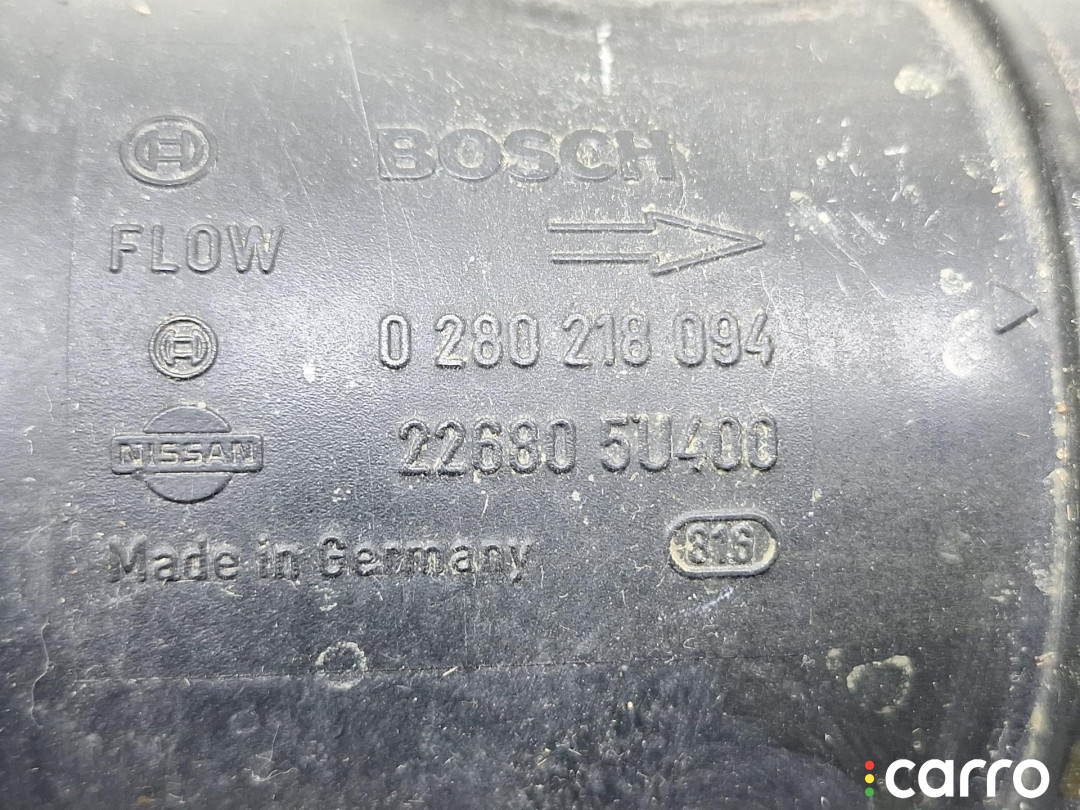 BOSCH
FLOW
0 280 218 094
NISSAN 22680 5U400
Made in Germany 816
carro